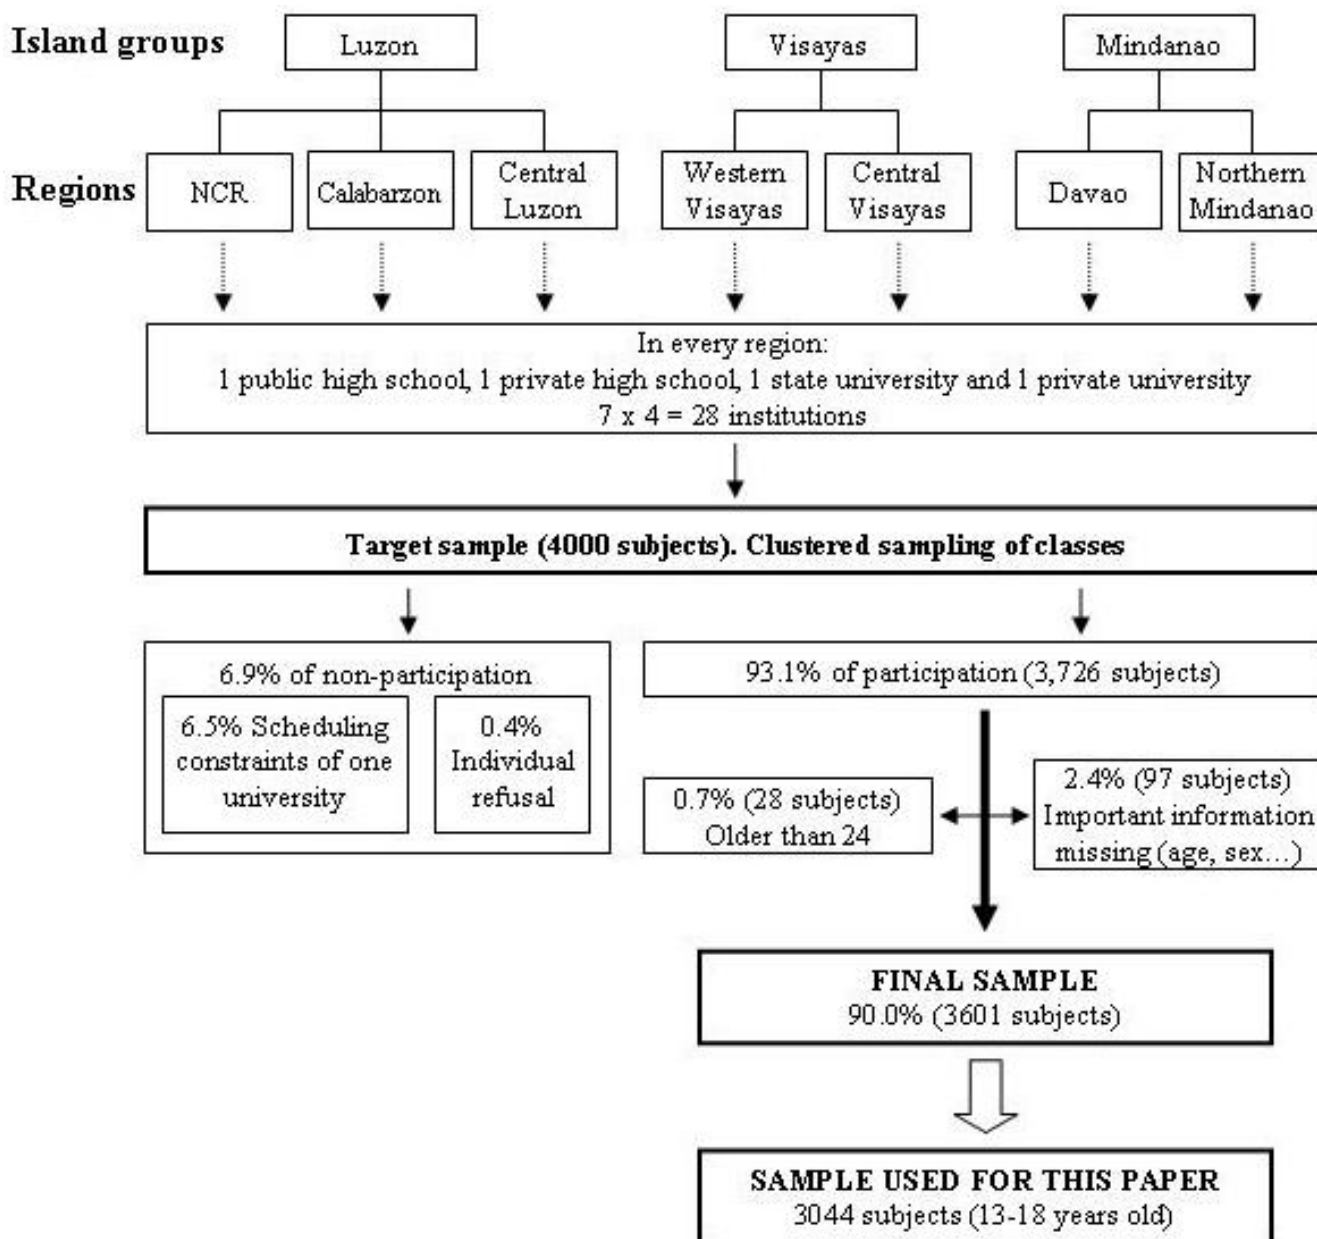 Island groups
Luzon
Visayas
Mindanao
Regions
NCR
Calabarzon
Central
Luzon
Western
Visayas
Central
Visayas
Davao
Northern
Mindanao
In every region:
1 public high school, 1 private high school, 1 state university and 1 private university
7 x 4 = 28 institutions
Target sample (4000 subjects). Clustered sampling of classes
6.9% of non-participation
6.5% Scheduling
constraints of one
university
0.4%
Individual
refusal
93.1% of participation (3,726 subjects)
0.7% (28 subjects)
Older than 24
2.4% (97 subjects)
Important information
missing (age, sex...)
FINAL SAMPLE
90.0% (3601 subjects)
SAMPLE USED FOR THIS PAPER
3044 subjects (13-18 years old)